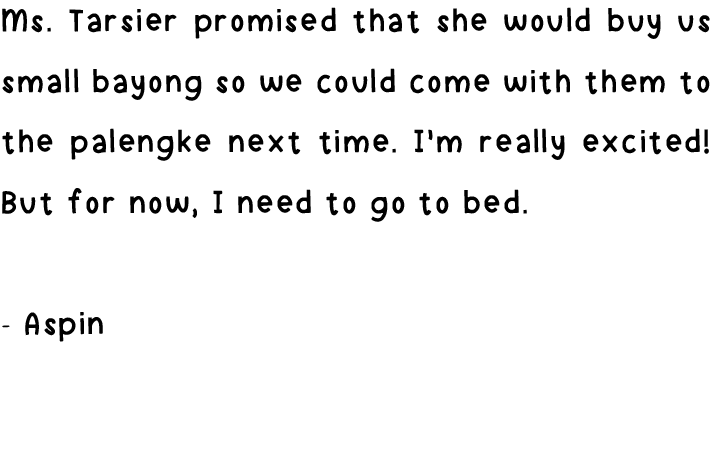 Ms. Tarsier promised that she would buy us
small bayong so we could come with them to
the palengke next time. I'm really excited!
But for now, I need to go to bed.
- Aspin